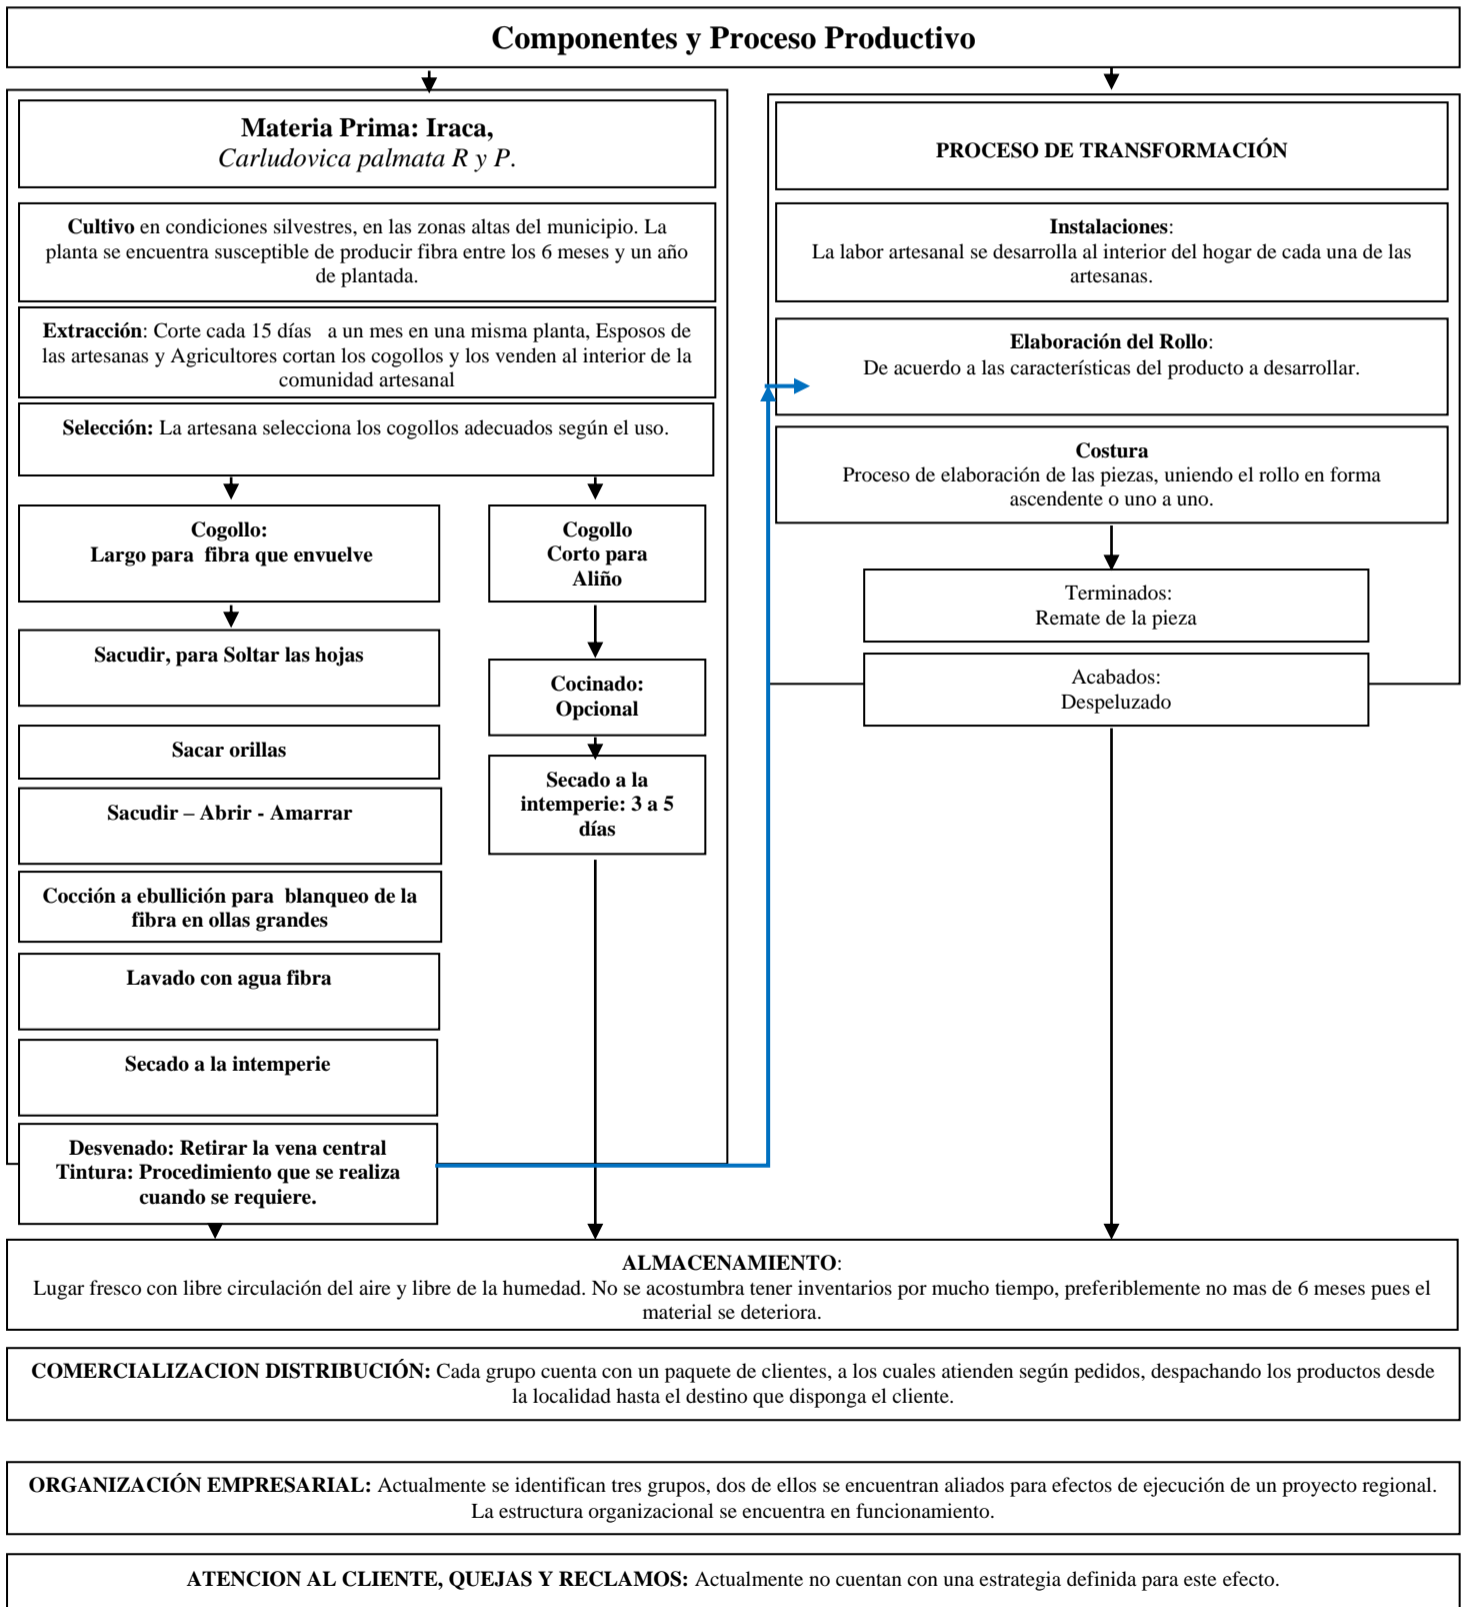 Componentes y Proceso Productivo
Materia Prima: Iraca,
Carludovica palmata R y P.
Cultivo en condiciones silvestres, en las zonas altas del municipio. La
planta se encuentra susceptible de producir fibra entre los 6 meses y un año
de plantada.
Extracción: Corte cada 15 días a un mes en una misma planta, Esposos de
las artesanas y Agricultores cortan los cogollos y los venden al interior de la
comunidad artesanal
Selección: La artesana selecciona los cogollos adecuados según el uso.
Cogollo:
Largo para fibra que envuelve
Sacudir, para Soltar las hojas
Sacar orillas
Sacudir – Abrir - Amarrar
Cocción a ebullición para blanqueo de la
fibra en ollas grandes
Lavado con agua fibra
Secado a la intemperie
Desvenado: Retirar la vena central
Tintura: Procedimiento que se realiza
cuando se requiere.
Cogollo
Corto para
Aliño
Cocinado:
Opcional
Secado a la
intemperie: 3 a 5
días
PROCESO DE TRANSFORMACIÓN
Instalaciones:
La labor artesanal se desarrolla al interior del hogar de cada una de las
artesanas.
Elaboración del Rollo:
De acuerdo a las características del producto a desarrollar.
Costura
Proceso de elaboración de las piezas, uniendo el rollo en forma
ascendente o uno a uno.
Terminados:
Remate de la pieza
Acabados:
Despeluzado
ALMACENAMIENTO:
Lugar fresco con libre circulación del aire y libre de la humedad. No se acostumbra tener inventarios por mucho tiempo, preferiblemente no mas de 6 meses pues el
material se deteriora.
COMERCIALIZACION DISTRIBUCIÓN: Cada grupo cuenta con un paquete de clientes, a los cuales atienden según pedidos, despachando los productos desde
la localidad hasta el destino que disponga el cliente.
ORGANIZACIÓN EMPRESARIAL: Actualmente se identifican tres grupos, dos de ellos se encuentran aliados para efectos de ejecución de un proyecto regional.
La estructura organizacional se encuentra en funcionamiento.
ATENCION AL CLIENTE, QUEJAS Y RECLAMOS: Actualmente no cuentan con una estrategia definida para este efecto.